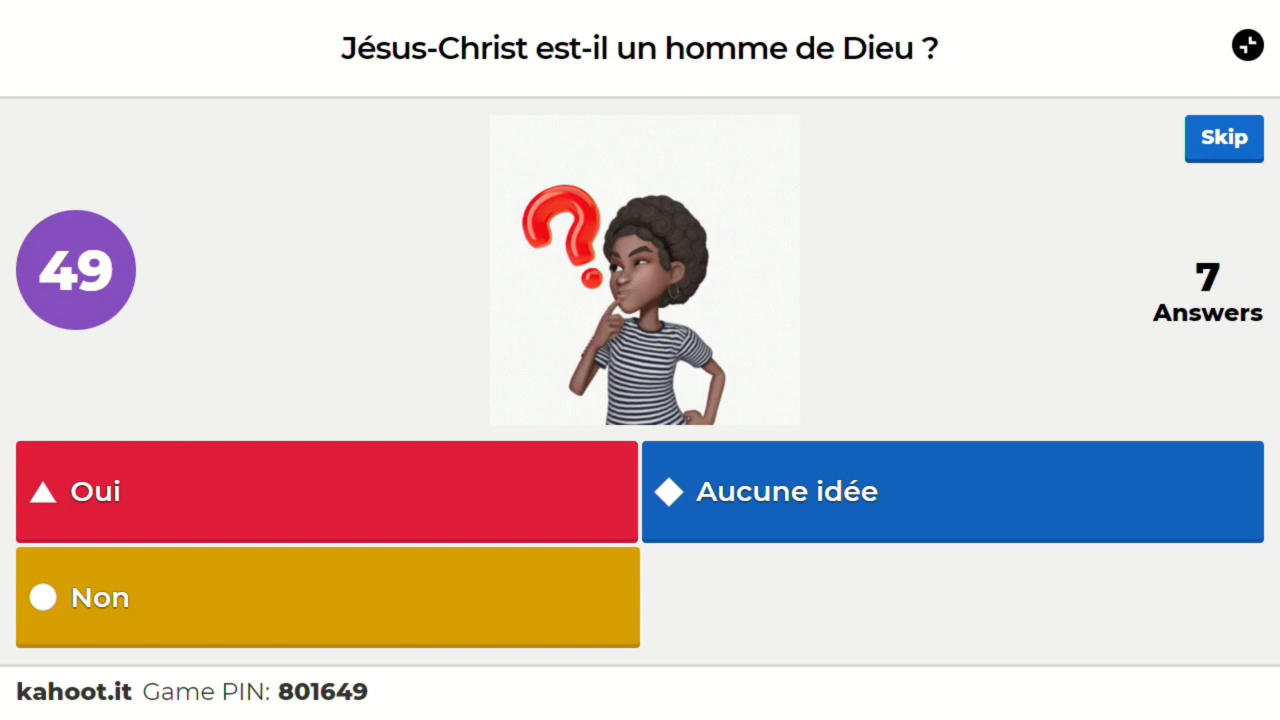 Jésus-Christ est-il un homme de Dieu ?
Skip
49
7
Answers
Oui
Aucune idée
Non
kahoot.it Game PIN: 801649